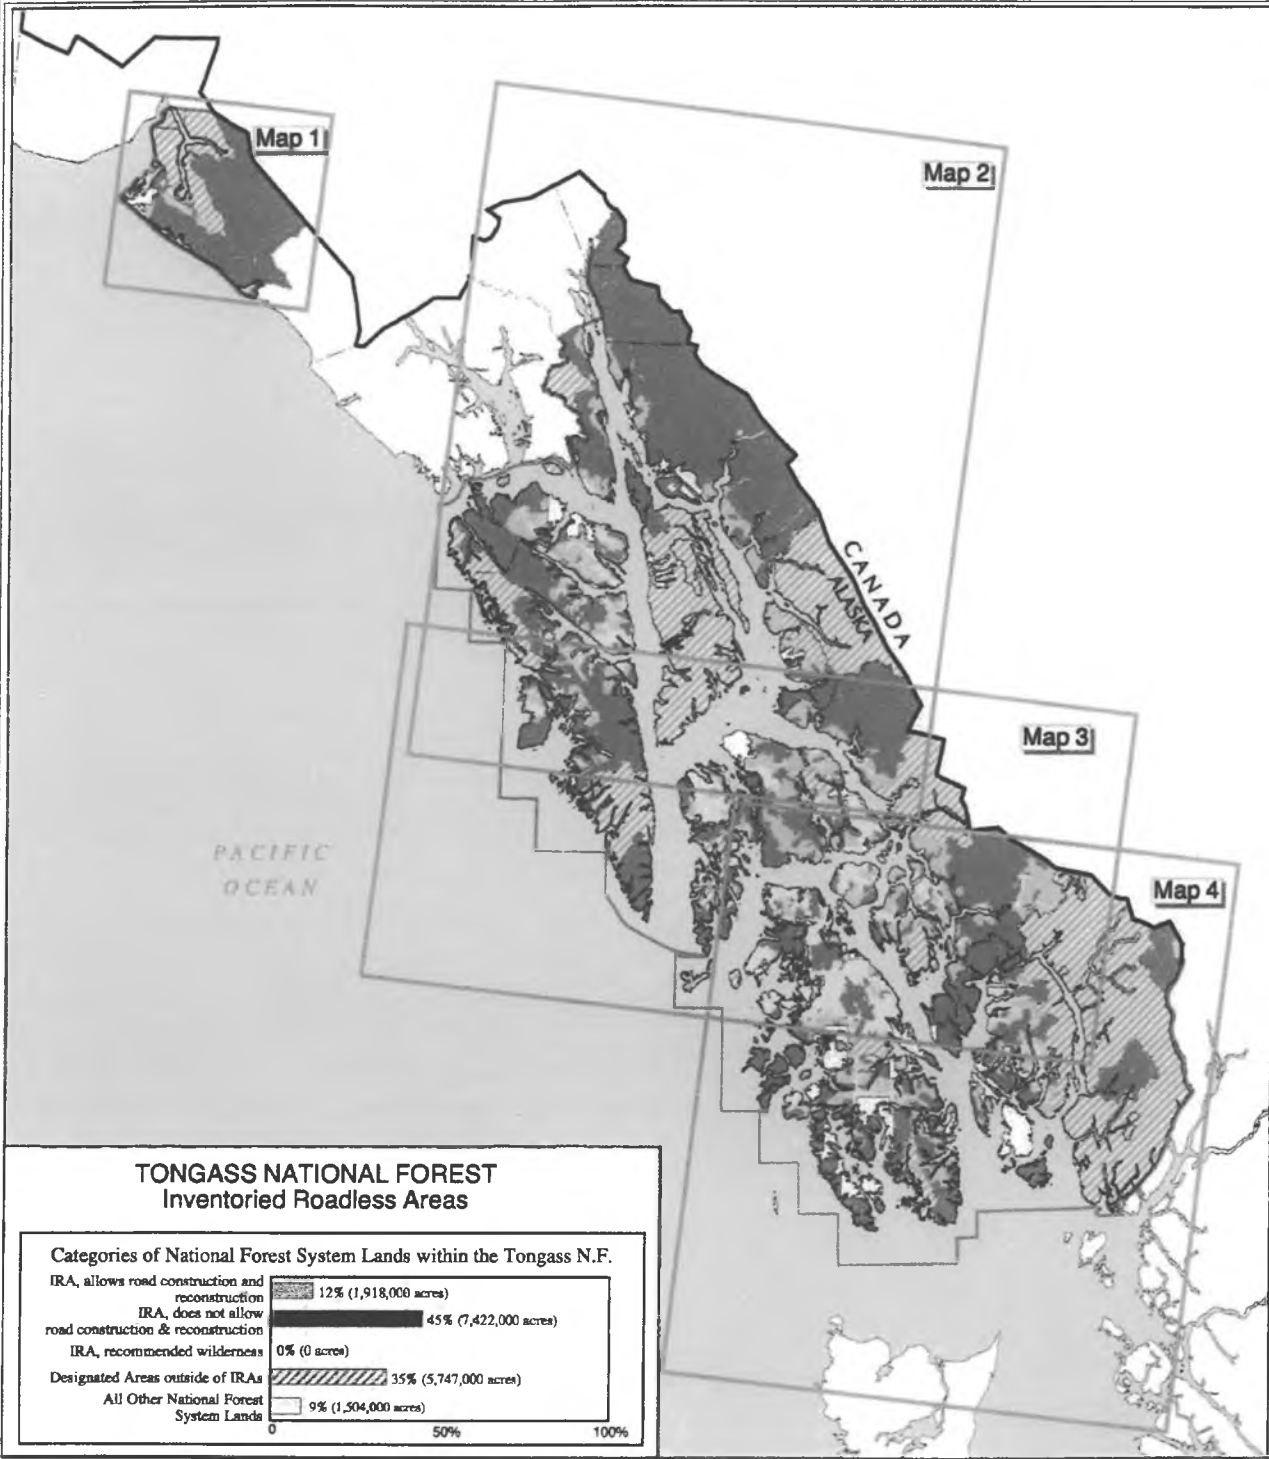 Map 1
Map 2
CANADA
ALASKA
Map 3
PACIFIC
OCEAN
Map 4
TONGASS NATIONAL FOREST
Inventoried Roadless Areas
Categories of National Forest System Lands within the Tongass N.F.
IRA, allows road construction and
reconstruction
12% (1,918,000 acres)
IRA, does not allow
road construction & reconstruction
45% (7,422,000 acres)
IRA, recommended wilderness
0% (0 acres)
Designated Areas outside of IRAs
35% (5,747,000 acres)
All Other National Forest
System Lands
9% (1,504,000 acres)
0
50%
100%